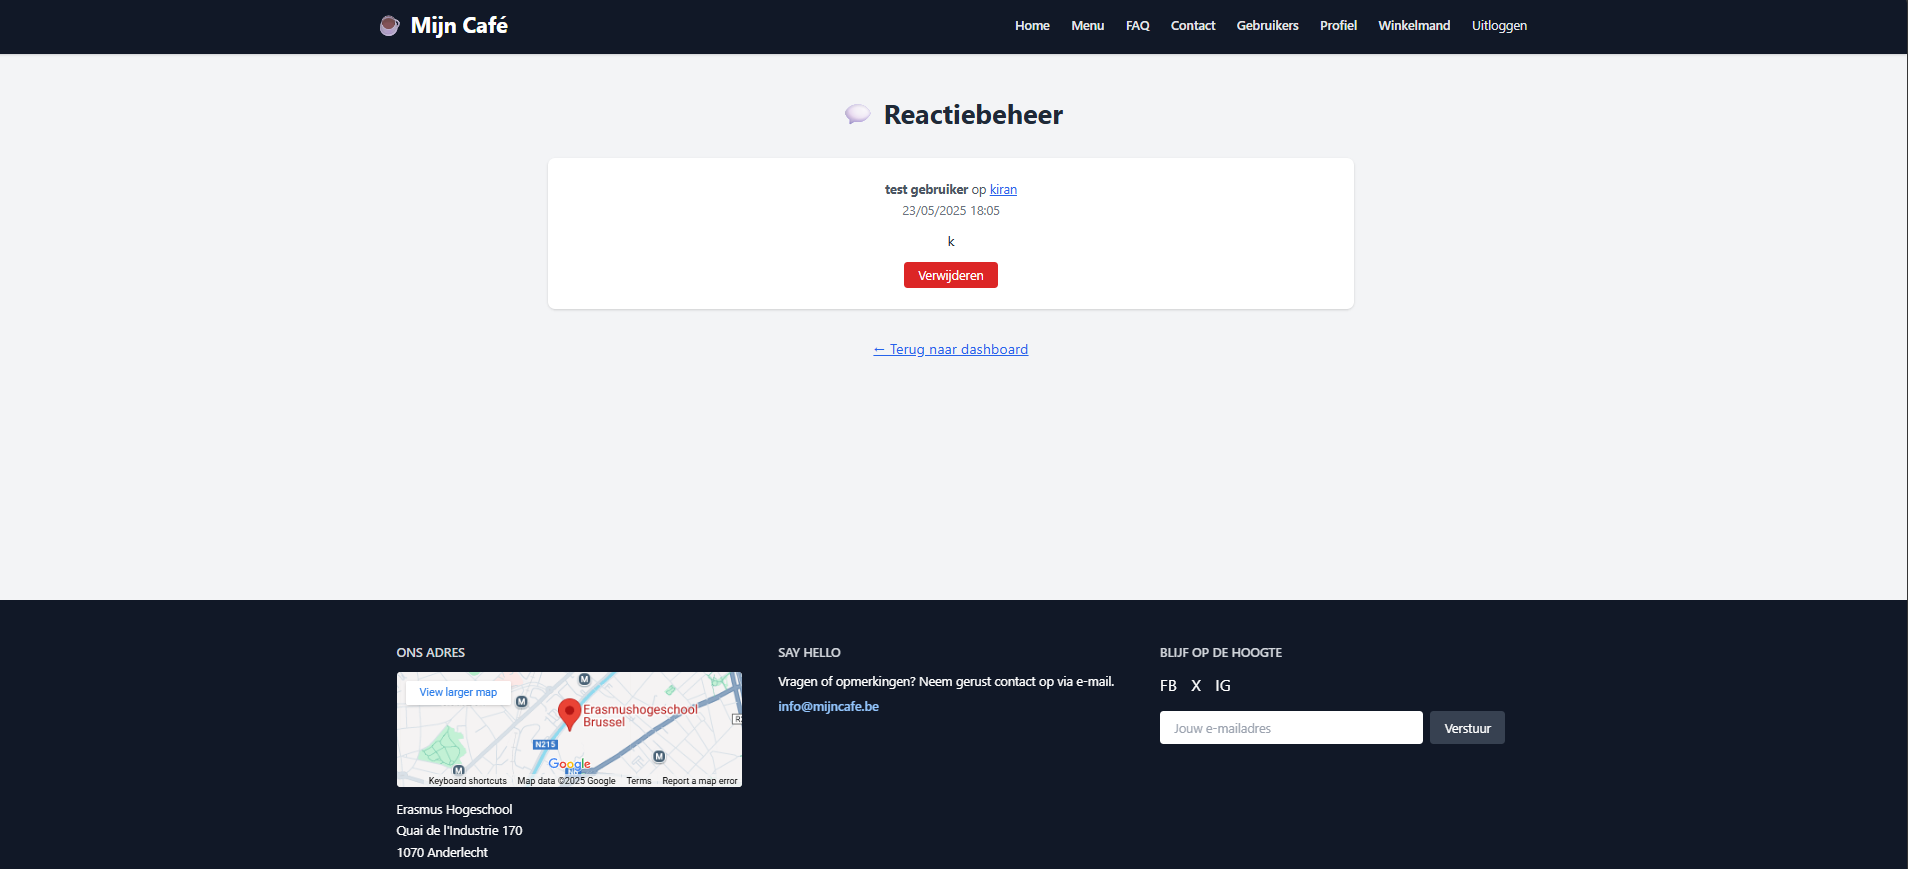 Mijn Café
Home Menu FAQ Contact Gebruikers Profiel Winkelmand Uitloggen
Reactiebeheer
test gebruiker op kiran
23/05/2025 18:05
k
Verwijderen
← Terug naar dashboard
ONS ADRES
View larger map
M
M
Erasmushogeschool
Brussel
N215
M
M
Google
Keyboard shortcuts Map data ©2025 Google Terms Report a map error
Erasmus Hogeschool
Quai de l'Industrie 170
1070 Anderlecht
SAY HELLO
Vragen of opmerkingen? Neem gerust contact op via e-mail.
info@mijncafe.be
BLIJF OP DE HOOGTE
FB X IG
Jouw e-mailadres
Verstuur